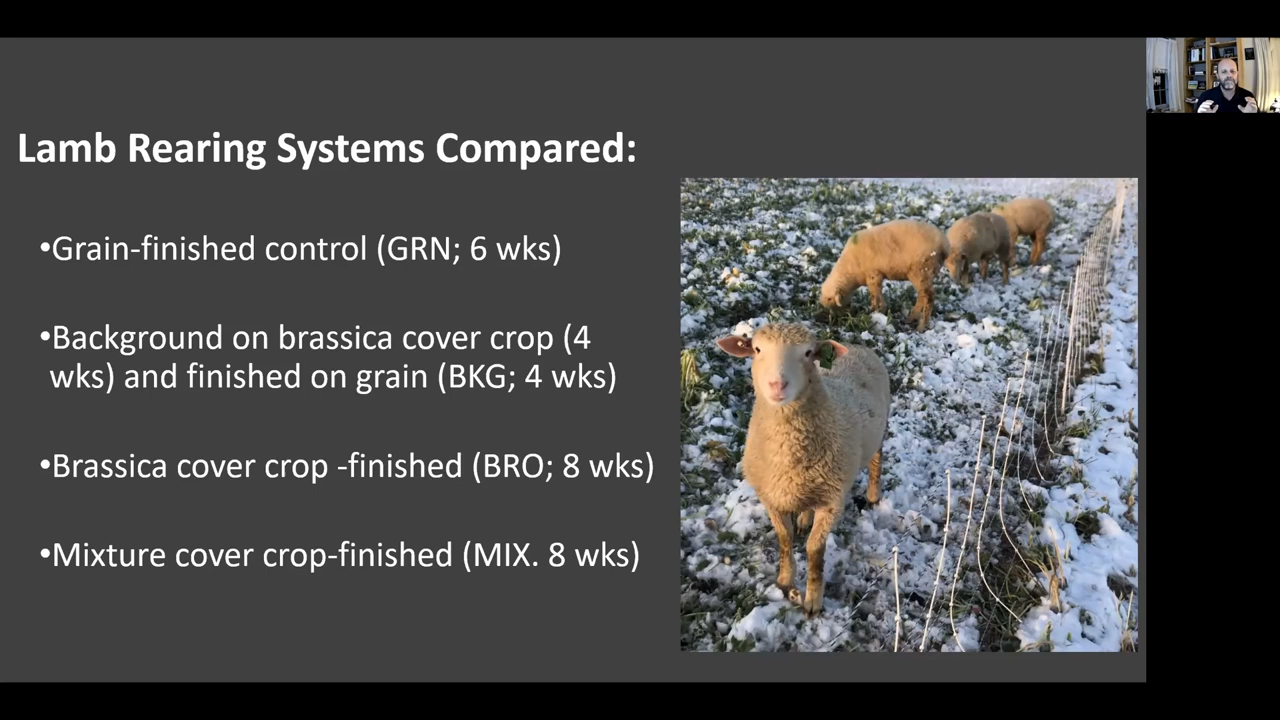 Lamb Rearing Systems Compared:
•Grain-finished control (GRN; 6 wks)
•Background on brassica cover crop (4
wks) and finished on grain (BKG; 4 wks)
•Brassica cover crop -finished (BRO; 8 wks)
•Mixture cover crop-finished (MIX. 8 wks)